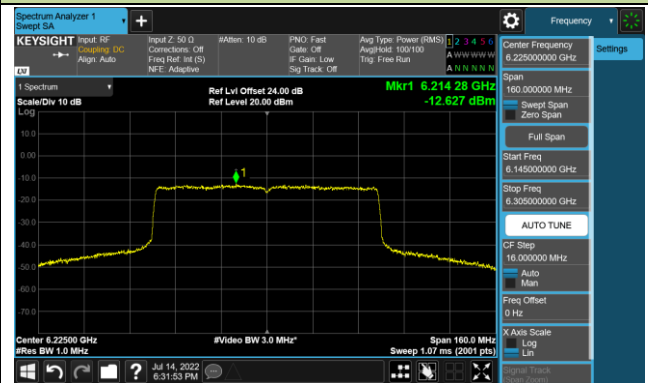 Spectrum Analyzer 1
Swept SA
Frequency
KEYSIGHT
Input: RF
Coupling: DC
Align: Auto
Input Z: 50 Ω
Corrections: Off
Freq Ref: Int (S)
NFE: Adaptive
#Atten: 10 dB
PNO: Fast
Gate: Off
IF Gain: Low
Sig Track: Off
Avg Type: Power (RMS)
Avg|Hold: 100/100
Trig: Free Run
1 2 3 4 5 6
A W W W W W
A N N N N N
LXI
1 Spectrum
Scale/Div 10 dB
Log
Ref Lvl Offset 24.00 dB
Ref Level 20.00 dBm
Mkr1 6.214 28 GHz
-12.627 dBm
10.0
0.00
-10.0
-20.0
-30.0
-40.0
-50.0
-60.0
-70.0
1
Center 6.22500 GHz
#Res BW 1.0 MHz
#Video BW 3.0 MHz*
Span 160.0 MHz
Sweep 1.07 ms (2001 pts)
Jul 14, 2022
6:31:53 PM
Center Frequency
6.225000000 GHz
Settings
Span
160.000000 MHz
Swept Span
Zero Span
Full Span
Start Freq
6.145000000 GHz
Stop Freq
6.305000000 GHz
AUTO TUNE
CF Step
16.000000 MHz
Auto
Man
Freq Offset
0 Hz
X Axis Scale
Log
Lin
Signal Track
(Span Zoom)